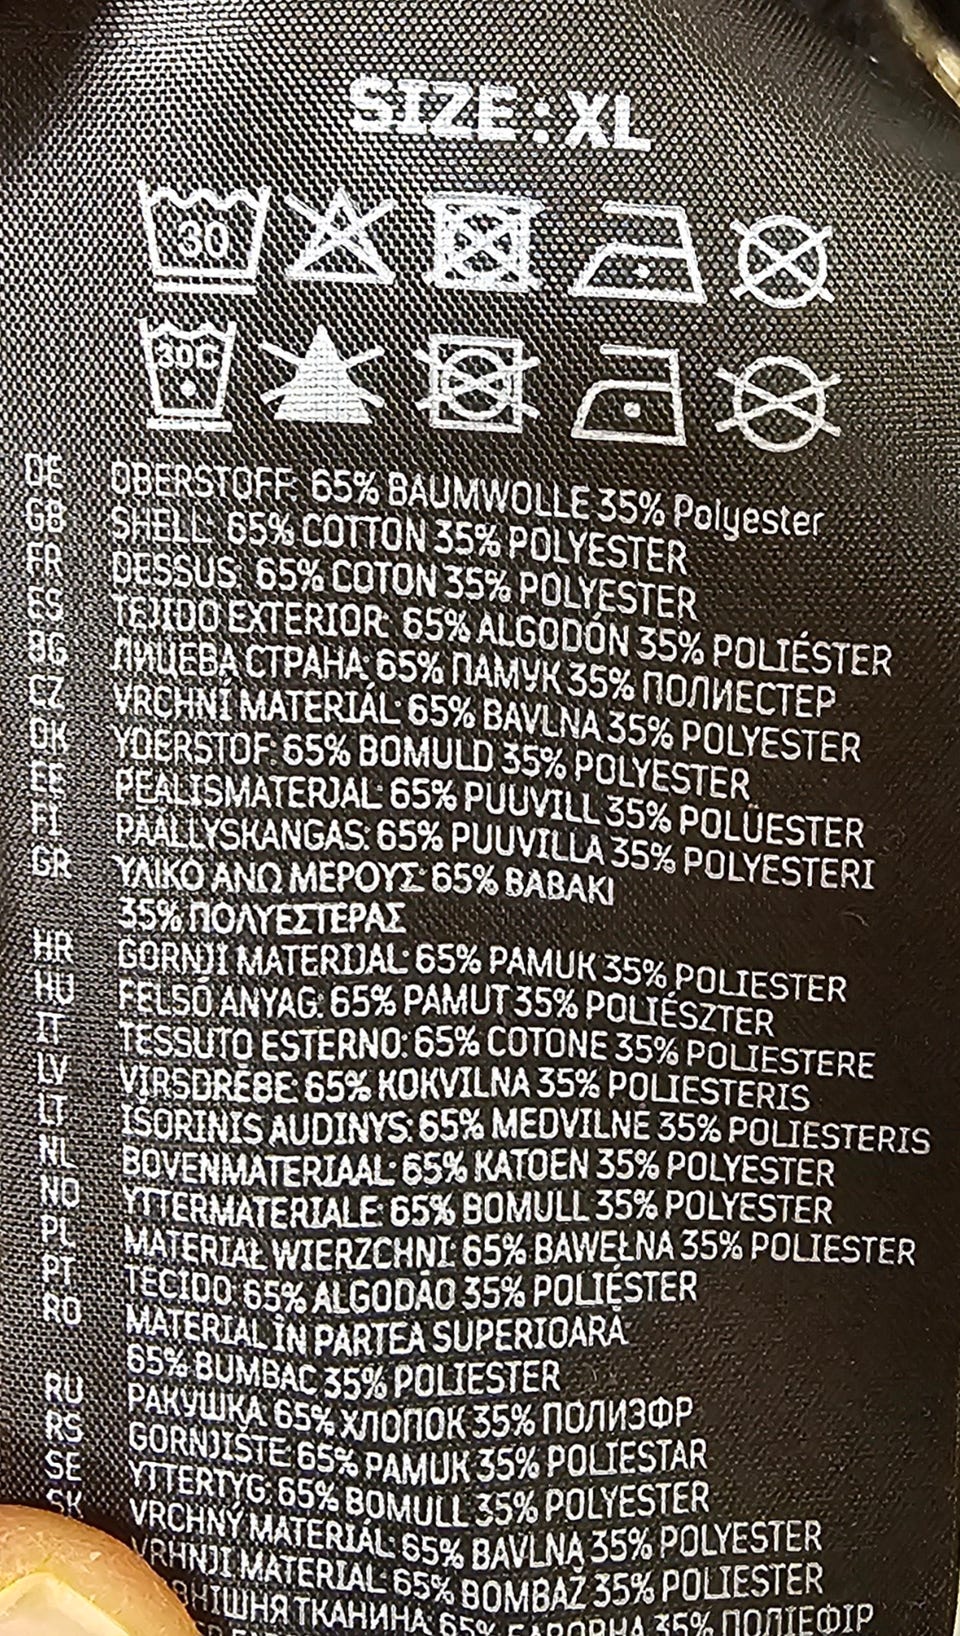 SIZE:XL
30
30C
DE OBERSTOFF: 65% BAUMWOLLE 35% Polyester
GB SHELL: 65% COTTON 35% POLYESTER
FR DESSUS: 65% COTON 35% POLYESTER
ES TEJIDO EXTERIOR: 65% ALGODÓN 35% POLIÉSTER
BG ЛИЦЕВА СТРАНА: 65% ПАМУК 35% ПОЛИЕСТЕР
CZ VRCHNÍ MATERIÁL: 65% BAVLNA 35% POLYESTER
DK YDERSTOF: 65% BOMULD 35% POLYESTER
EE PEALISMATERJAL: 65% PUUVILL 35% POLÜESTER
FI PÄÄLLYSKANGAS: 65% PUUVILLA 35% POLYESTERI
GR ΥΛΙΚΟ ΑΝΩ ΜΕΡΟΥΣ: 65% ΒΑΒΑΚΙ
35% ΠΟΛΥΕΣΤΕΡΑΣ
HR GORNJI MATERIJAL: 65% PAMUK 35% POLIESTER
HU FELSŐ ANYAG: 65% PAMUT 35% POLIÉSZTER
IT TESSUTO ESTERNO: 65% COTONE 35% POLIESTERE
LV VIRSDRĒBE: 65% KOKVILNA 35% POLIESTERIS
LT IŠORINIS AUDINYS: 65% MEDVILNĖ 35% POLIESTERIS
NL BOVENMATERIAAL: 65% KATOEN 35% POLYESTER
NO YTTERMATERIALE: 65% BOMULL 35% POLYESTER
PL MATERIAŁ WIERZCHNI: 65% BAWEŁNA 35% POLIESTER
PT TECIDO: 65% ALGODÃO 35% POLIÉSTER
RO MATERIAL ÎN PARTEA SUPERIOARĂ:
65% BUMBAC 35% POLIESTER
RU РАКУШКА: 65% ХЛОПОК 35% ПОЛИЭФР
RS GORNJIŠTE: 65% PAMUK 35% POLIESTAR
SE YTTERTYG: 65% BOMULL 35% POLYESTER
SK VRCHNÝ MATERIÁL: 65% BAVLNA 35% POLYESTER
VRHNJI MATERIAL: 65% BOMBAŽ 35% POLIESTER
ТКАНИНА: 65% 35% ПОЛІЕФІР